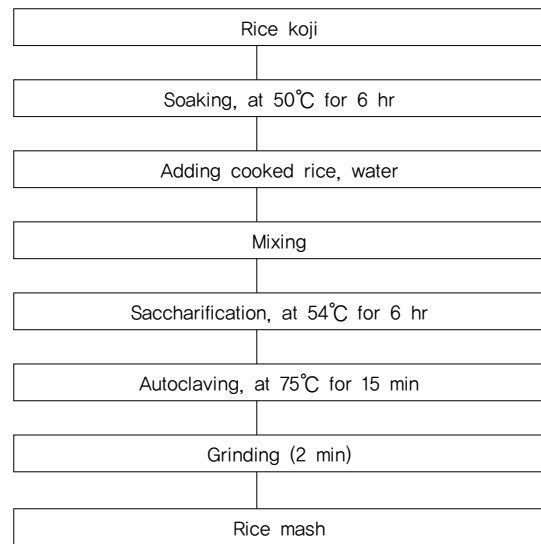 Rice koji
Soaking, at 50℃ for 6 hr
Adding cooked rice, water
Mixing
Saccharification, at 54℃ for 6 hr
Autoclaving, at 75℃ for 15 min
Grinding (2 min)
Rice mash